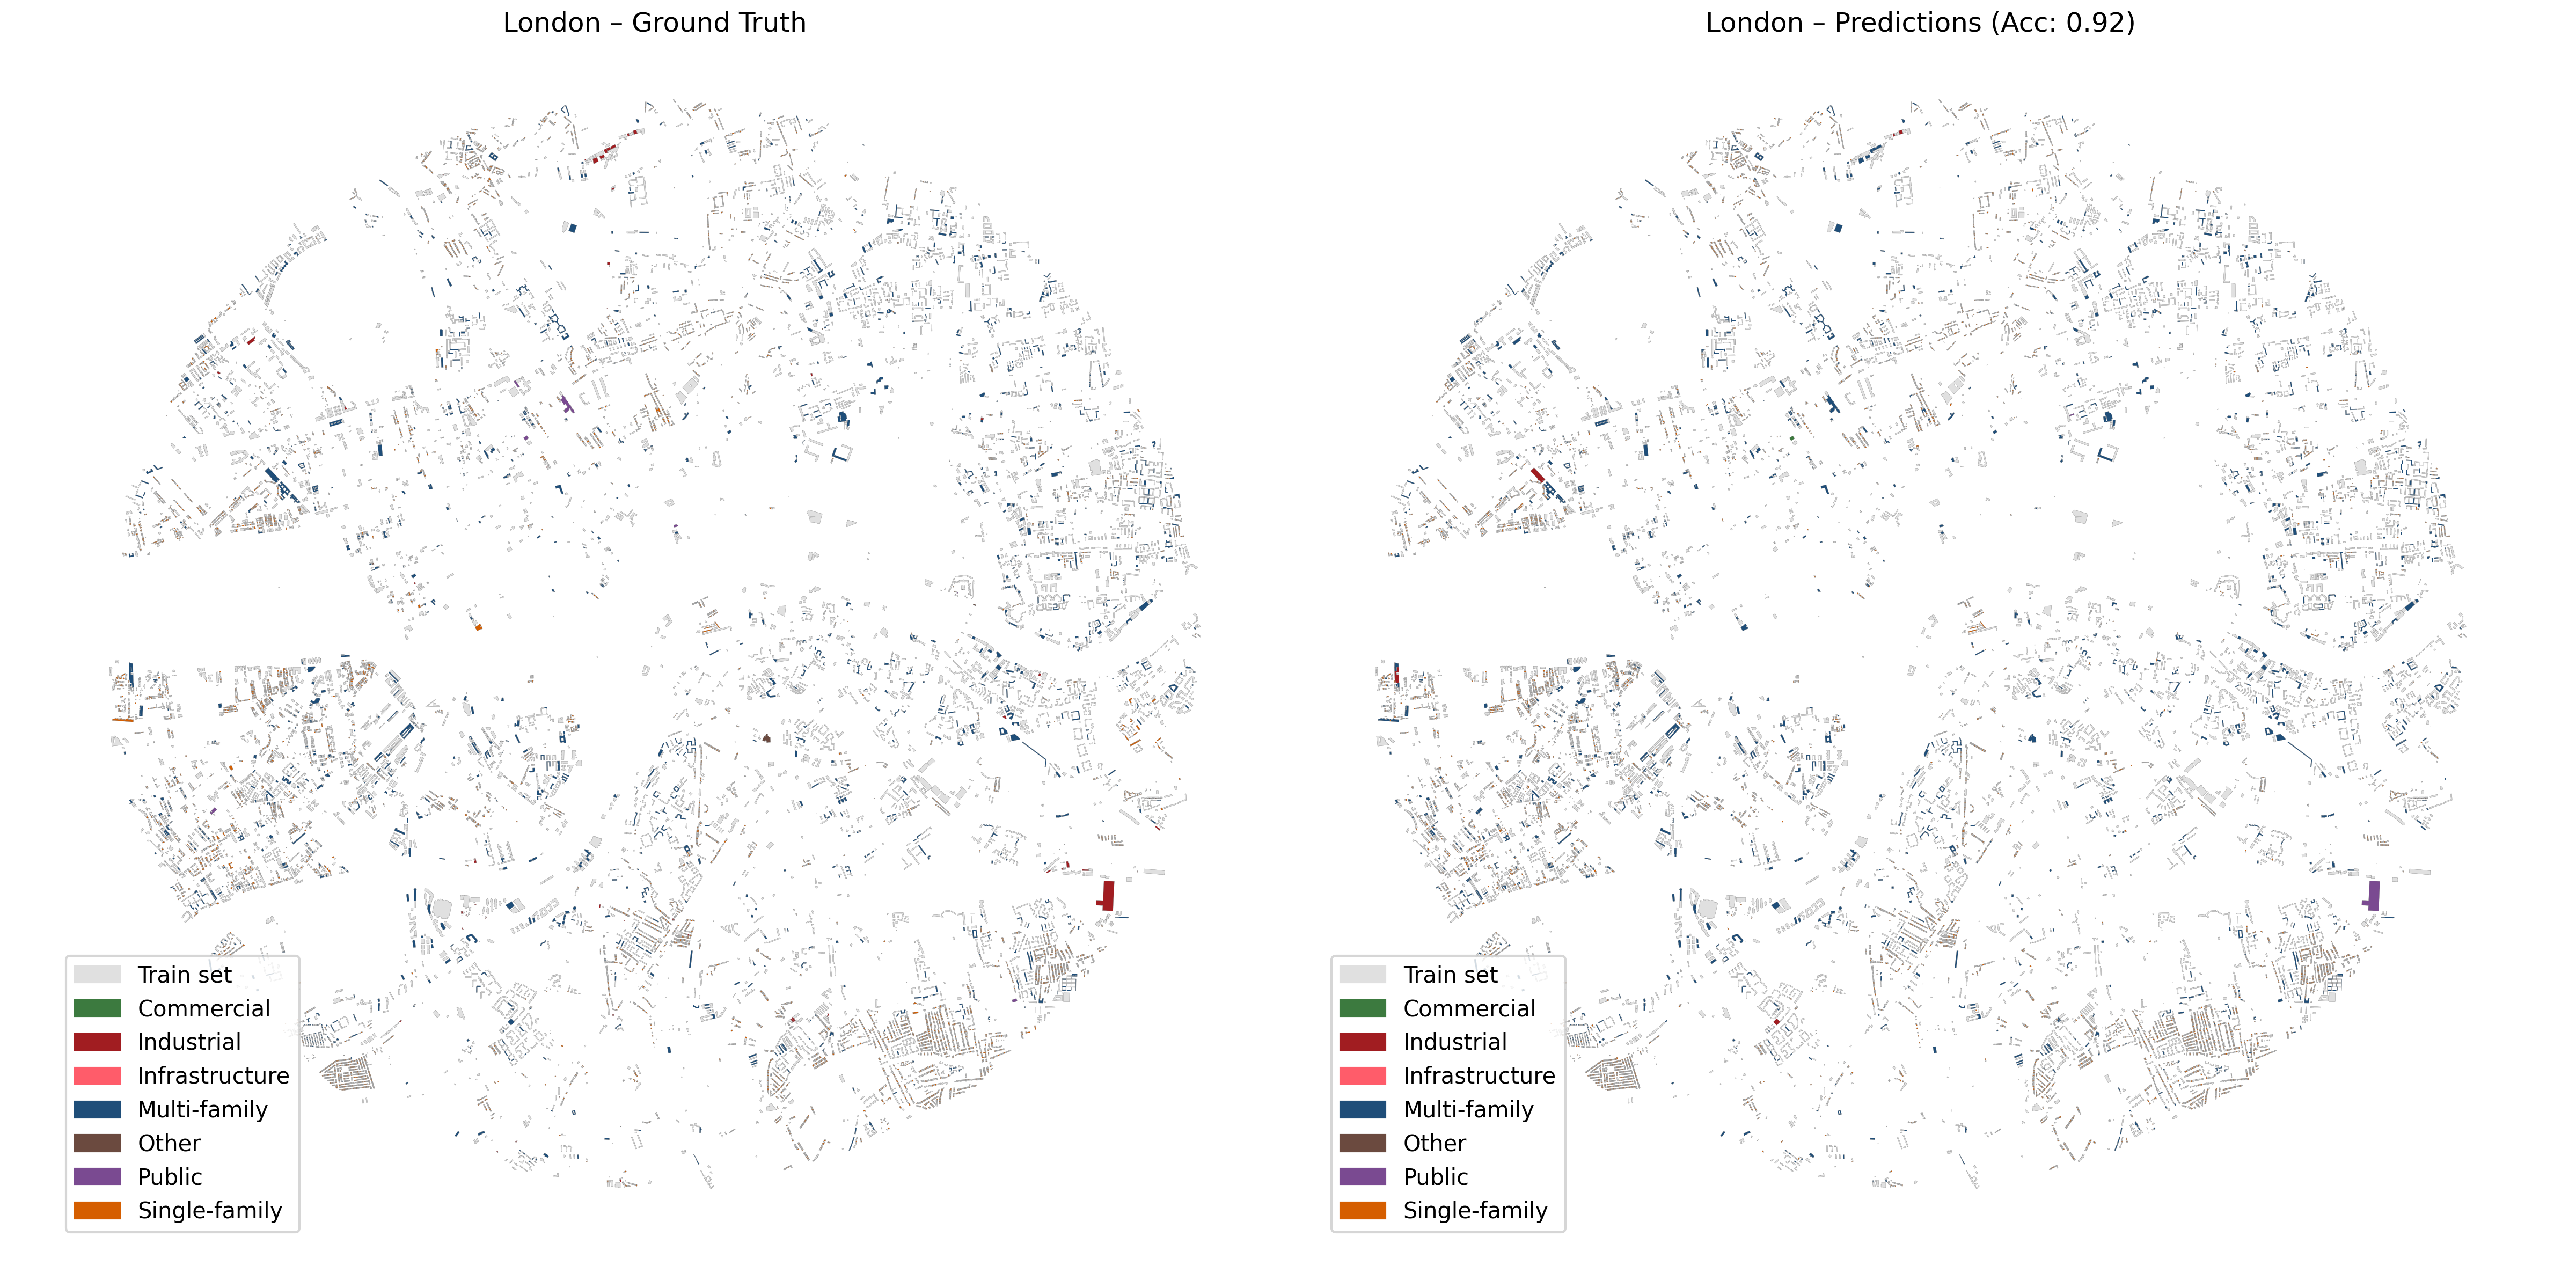 London – Ground Truth
Train set
Commercial
Industrial
Infrastructure
Multi-family
Other
Public
Single-family
London – Predictions (Acc: 0.92)
Train set
Commercial
Industrial
Infrastructure
Multi-family
Other
Public
Single-family